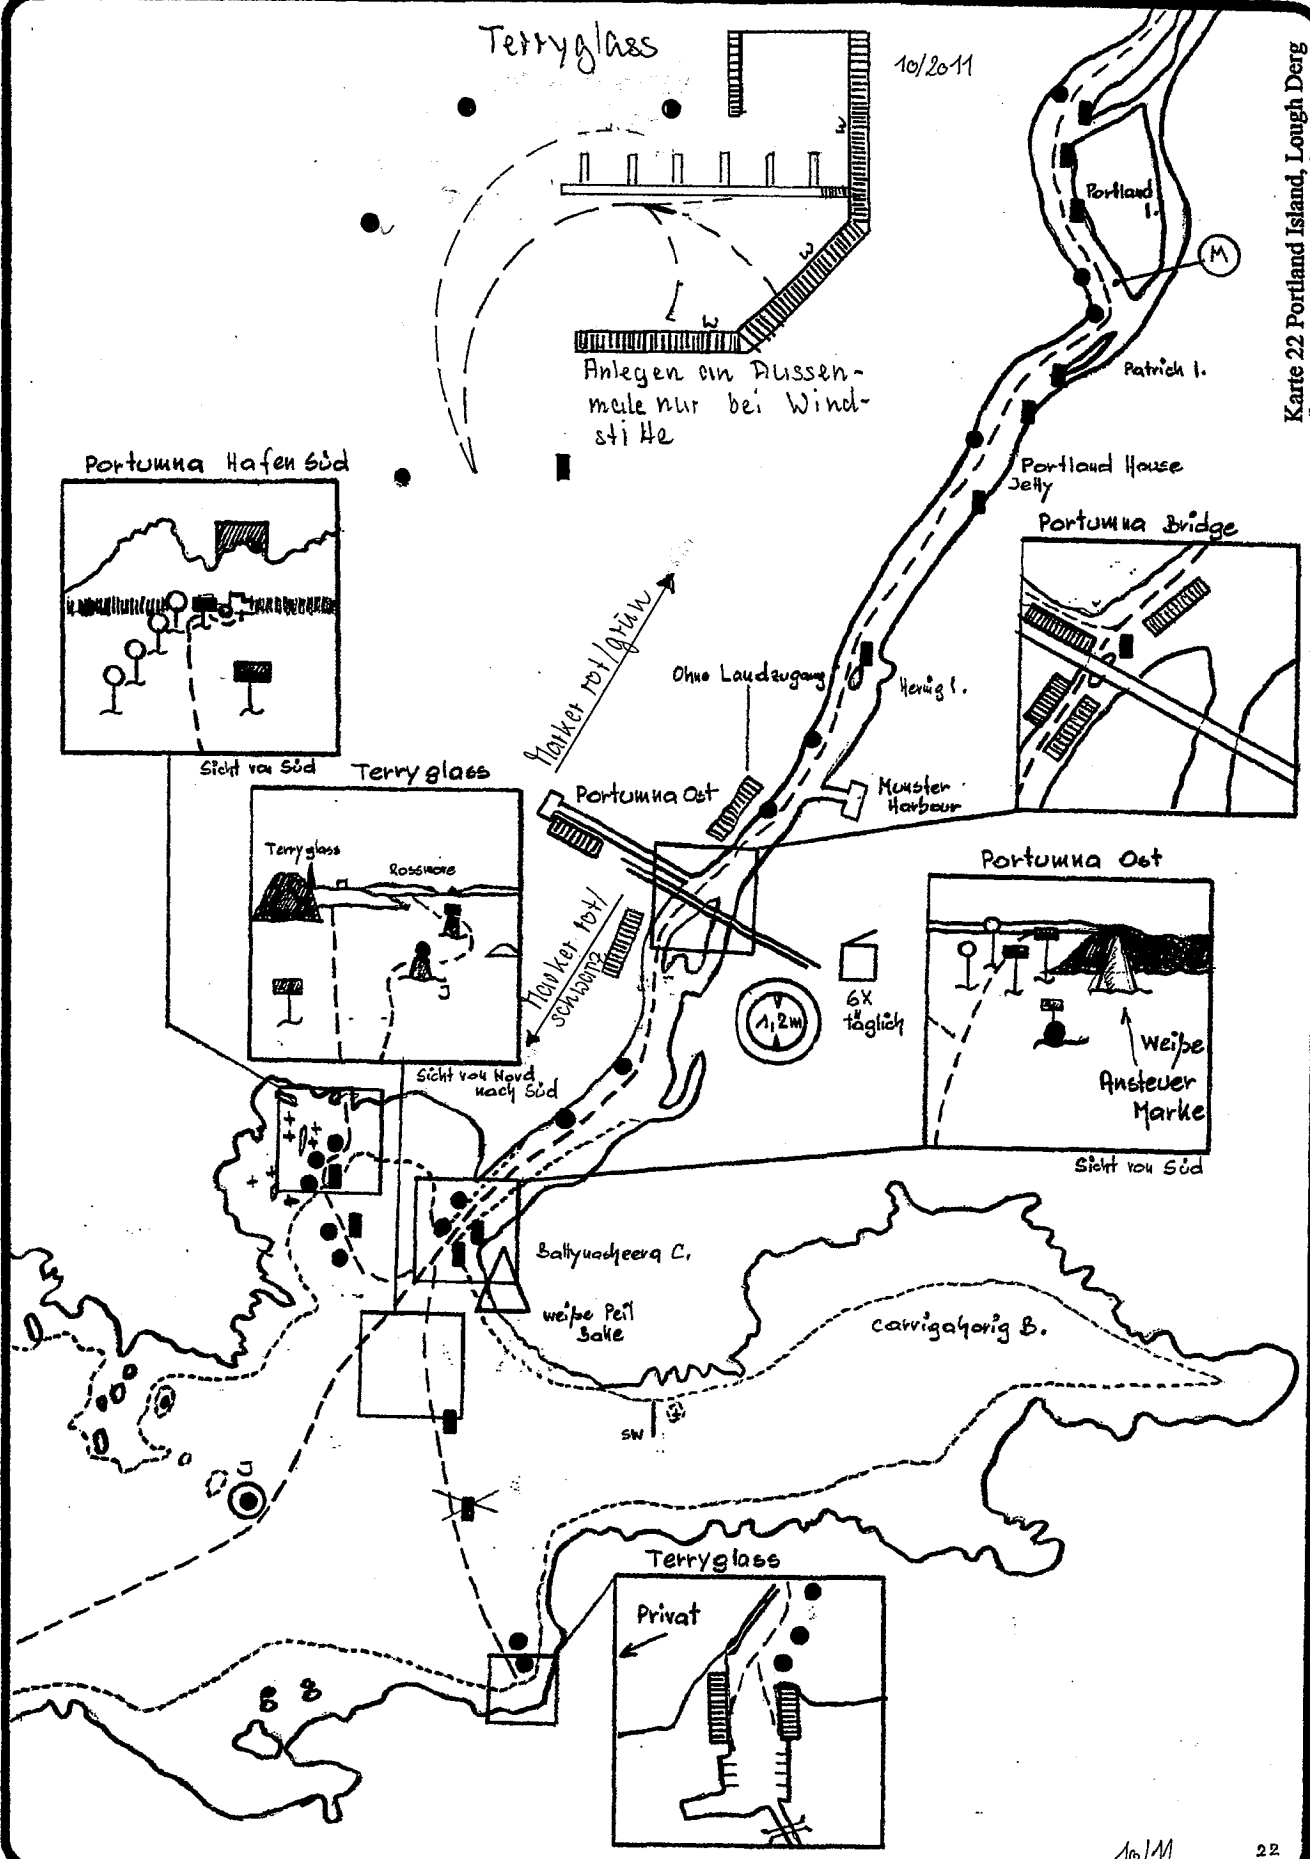 Terryglass
10/2011
Karte 22 Portland Island, Lough Derg
W
W
W
Anlegen an Aussen-
mole nur bei Wind-
stille
Portland
I.
M
Patrick I.
Portland House
Jetty
Portumna Hafen Süd
Sicht von Süd
Portumna Bridge
Marker rot/grün
Ohne Landzugang
Hernig I.
Munster
Harbour
Portumna Ost
Terryglass
Terryglass
Rossmore
Sicht von Nord
nach Süd
Marker rot/
schwarz
1,2m
6X
täglich
Portumna Ost
Weiße
Ansteuer
Marke
Sicht von Süd
Ballynasheera C.
weiße Peil
Bake
Carrigahorig B.
SW
Terryglass
Privat
10/11
22